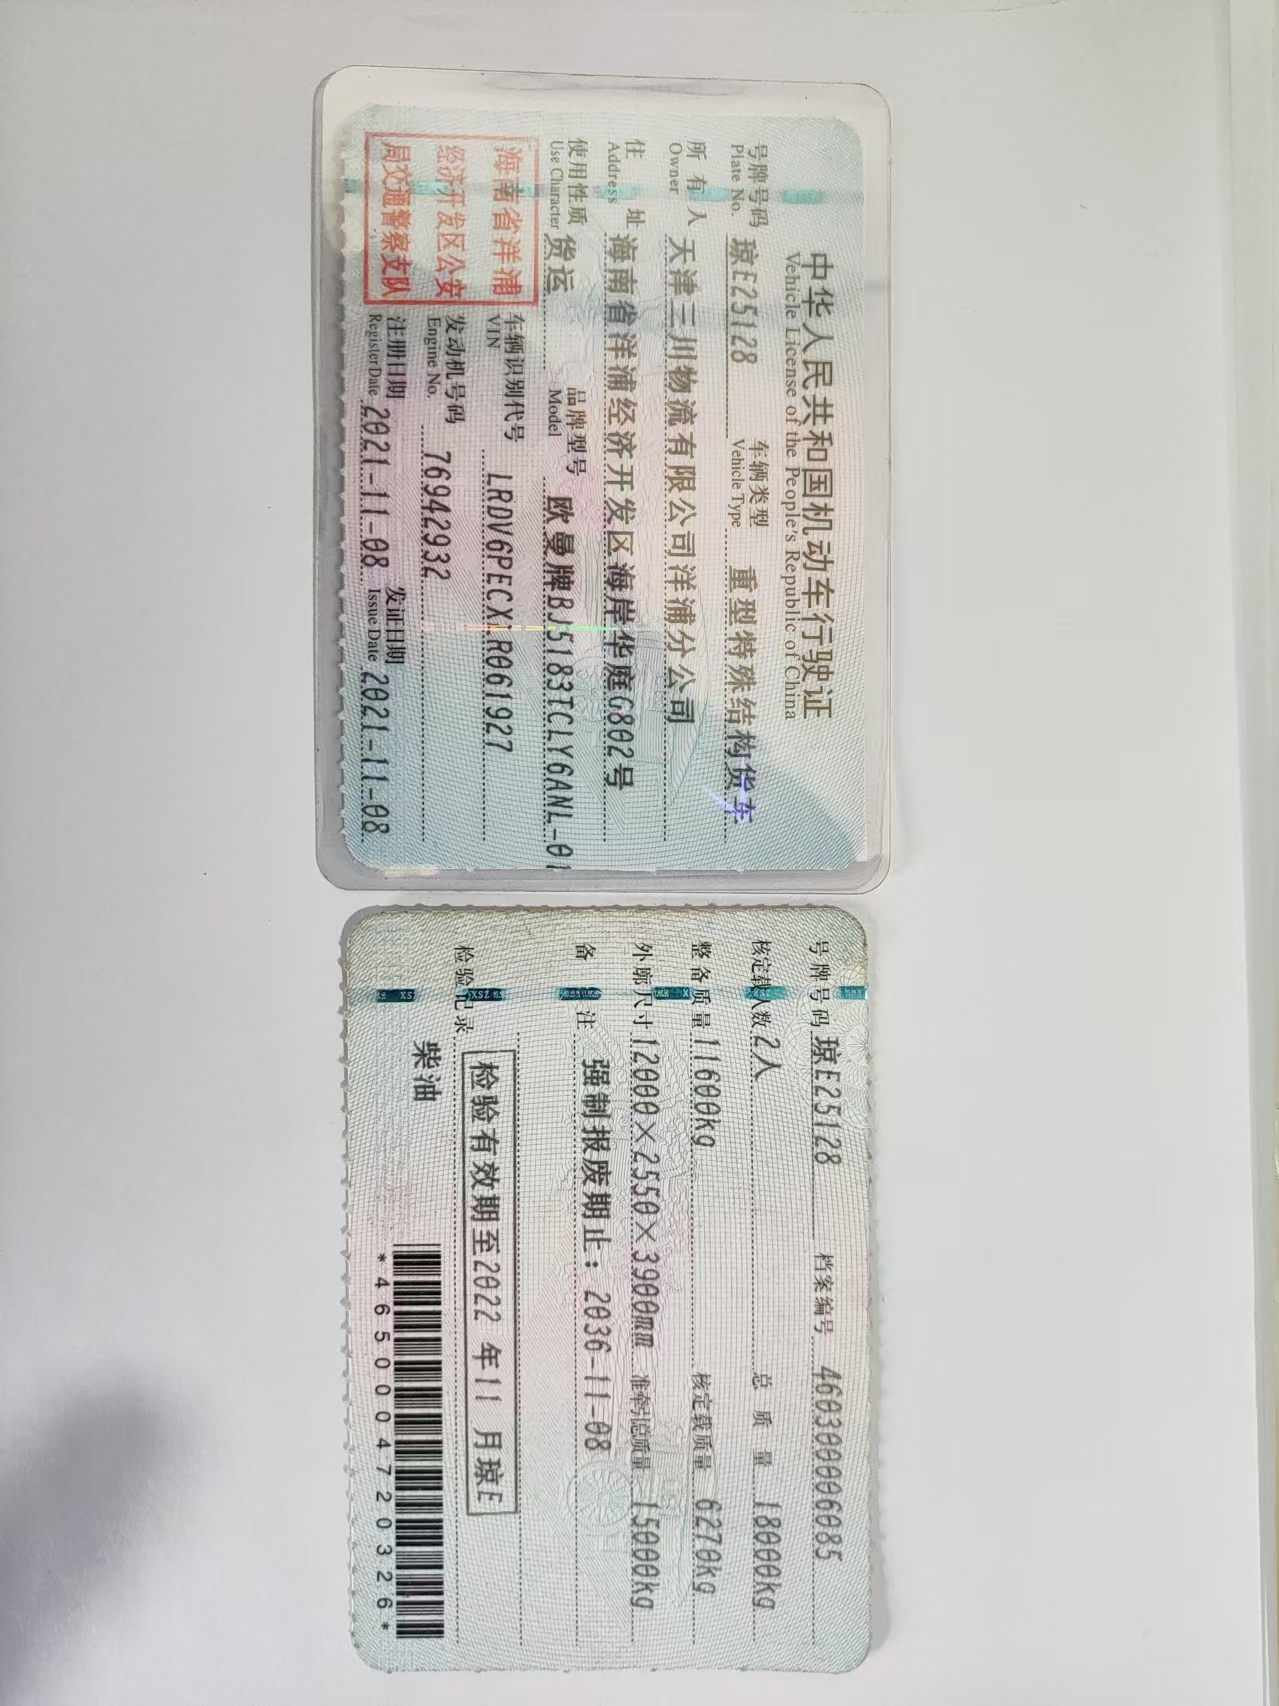 中华人民共和国机动车行驶证
Vehicle License of the People's Republic of China
号牌号码 琼E25128 车辆类型 重型特殊结构货车
Plate No. Vehicle Type
所有人 天津三川物流有限公司洋浦分公司
Owner
住址 海南省洋浦经济开发区海岸华庭G802号
Address
使用性质 货运 品牌型号 欧曼牌BJ5183TCLY6ANL-01
Use Character Model
海南省洋浦
经济开发区公安
局交通警察支队
车辆识别代号 LRDV6PECX1R061927
VIN
发动机号码 76942932
Engine No.
注册日期 2021-11-08 发证日期 2021-11-08
Register Date Issue Date
号牌号码 琼E25128 档案编号 460300006085
核定载人数 2人 总质量 18000kg
整备质量 11600kg 核定载质量 6270kg
外廓尺寸 12000×2550×3900mm 准牵引总质量 15000kg
备注 强制报废期止：2036-11-08
检验记录 检验有效期至2022年11月琼E
柴油
*4650004720326*